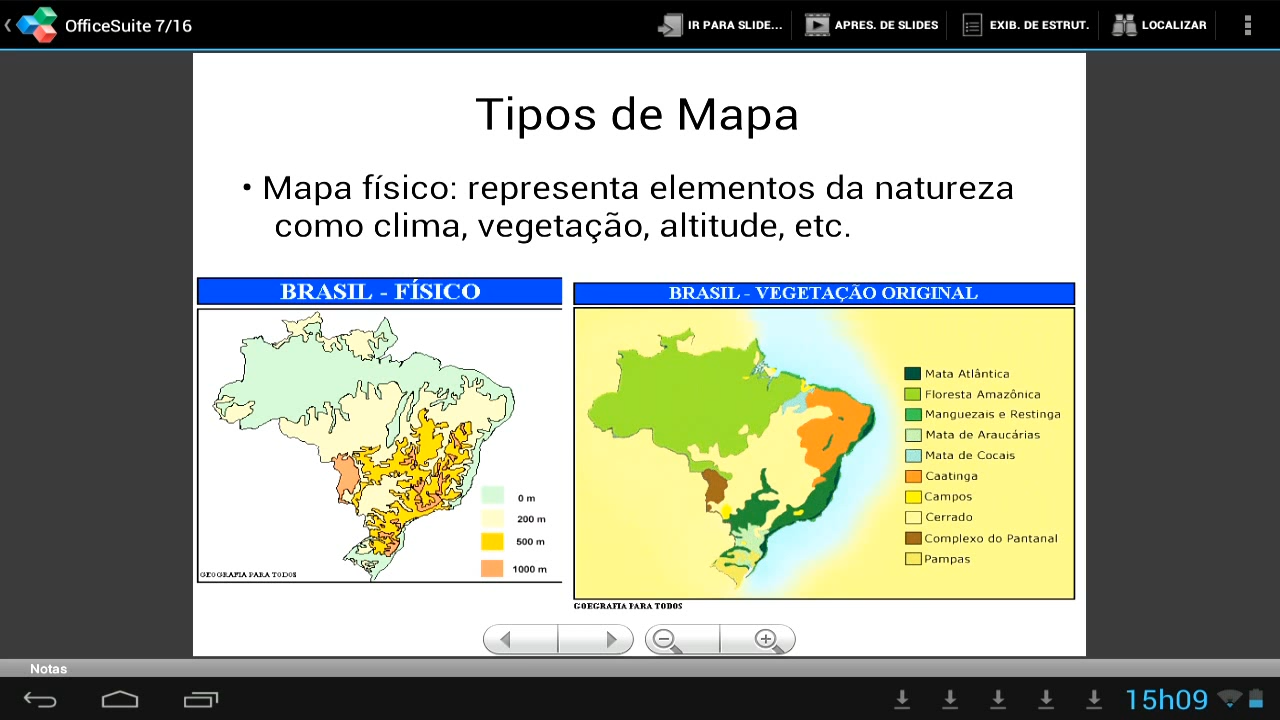 OfficeSuite 7/16
IR PARA SLIDE...
APRES. DE SLIDES
EXIB. DE ESTRUT.
LOCALIZAR
Tipos de Mapa
• Mapa físico: representa elementos da natureza
como clima, vegetação, altitude, etc.
BRASIL - FÍSICO
0 m
200 m
500 m
1000 m
GEOGRAFIA PARA TODOS
BRASIL - VEGETAÇÃO ORIGINAL
Mata Atlântica
Floresta Amazônica
Manguezais e Restinga
Mata de Araucárias
Mata de Cocais
Caatinga
Campos
Cerrado
Complexo do Pantanal
Pampas
GOEGRAFIA PARA TODOS
Notas
15h09